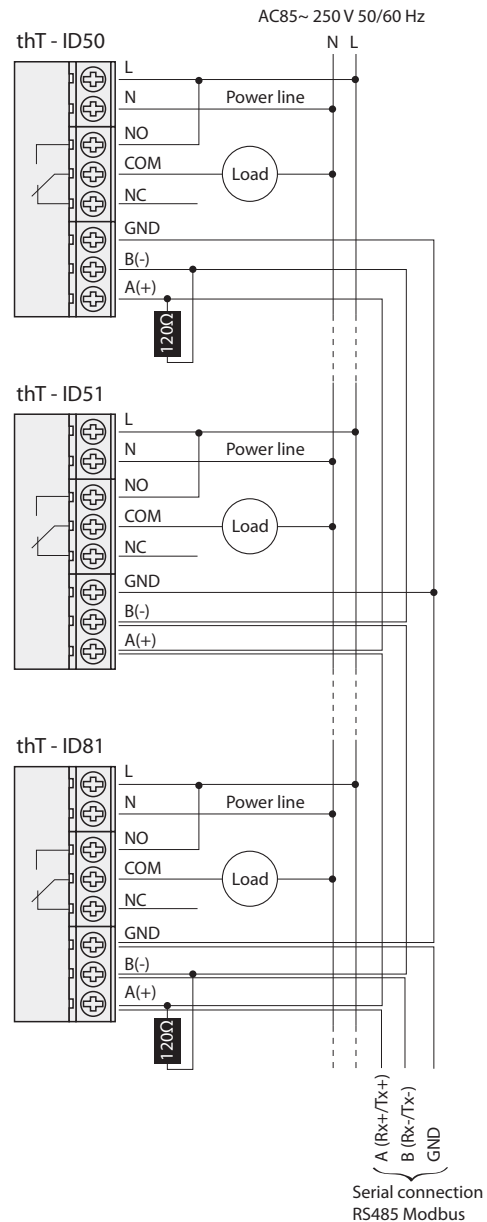 AC85~ 250 V 50/60 Hz
N L
thT - ID50
L
N
Power line
NO
COM
Load
NC
GND
B(-)
A(+)
120Ω
thT - ID51
L
N
Power line
NO
COM
Load
NC
GND
B(-)
A(+)
thT - ID81
L
N
Power line
NO
COM
Load
NC
GND
B(-)
A(+)
120Ω
A (Rx+/Tx+)
B (Rx-/Tx-)
GND
Serial connection
RS485 Modbus